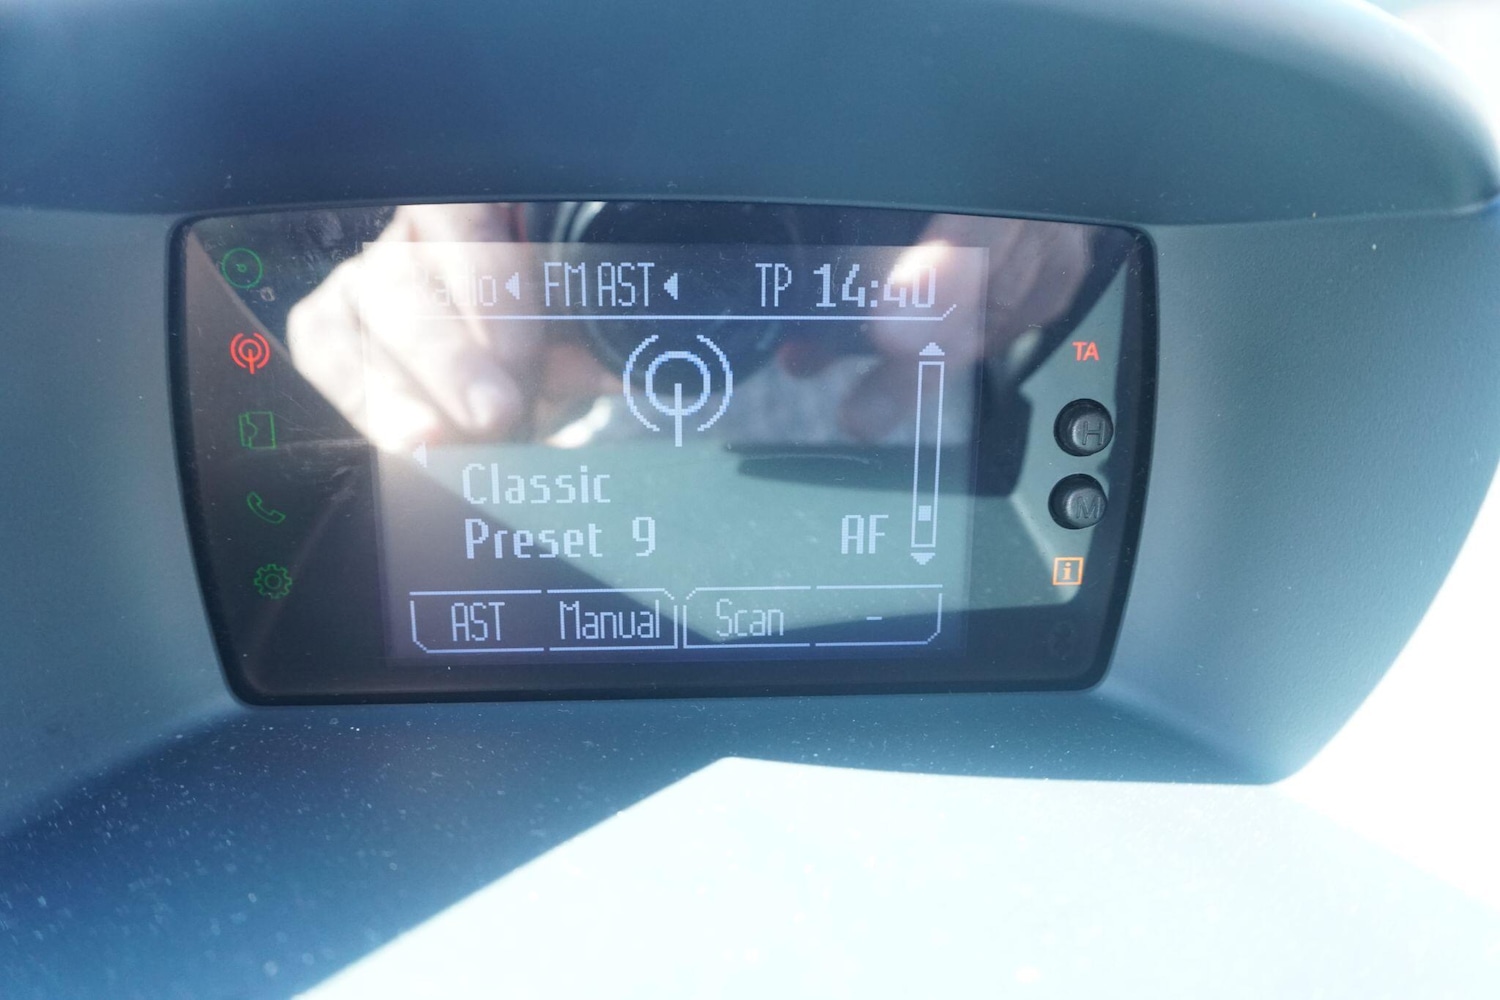 Radio FM AST TP 14:40
TA
H
Classic
M
Preset 9 AF
i
AST Manual Scan -